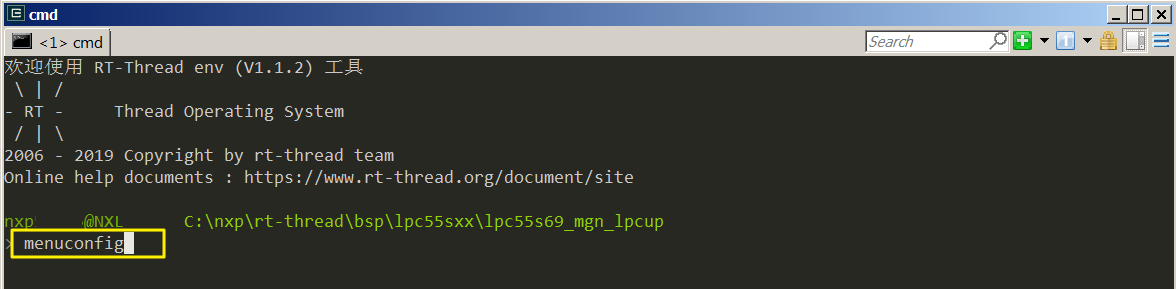 cmd
<1> cmd
Search
欢迎使用 RT-Thread env (V1.1.2) 工具
\ | /
- RT -     Thread Operating System
/ | \
2006 - 2019 Copyright by rt-thread team
Online help documents : https://www.rt-thread.org/document/site
nxp @NXL C:\nxp\rt-thread\bsp\lpc55sxx\lpc55s69_mgn_lpcup
> menuconfig